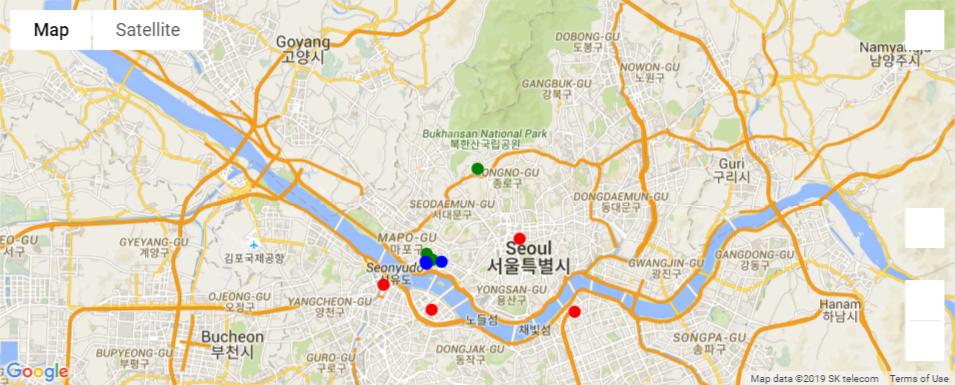 Map
Satellite
Goyang
고양시
DOBONG-GU
도봉구
Namyangju
남양주시
NOWON-GU
노원구
GANGBUK-GU
강북구
Bukhansan National Park
북한산국립공원
Guri
구리시
ONGNO-GU
종로구
SEODAEMUN-GU
서대문구
DONGDAEMUN-GU
동대문구
EO-GU
서구
GYEYANG-GU
계양구
김포국제공항
MAPO-GU
마포구
Seoul
서울특별시
Seonyudo
선유도
GANGDONG-GU
강동구
GWANGJIN-GU
광진구
YONGSAN-GU
용산구
OJEONG-GU
오정구
YANGCHEON-GU
양천구
Hanam
하남시
노들섬
채빛섬
Bucheon
부천시
SONGPA-GU
송파구
BUPYEONG-GU
부평구
GURO-GU
구로구
DONGJAK-GU
동작구
Google
Map data ©2019 SK telecom
Terms of Use